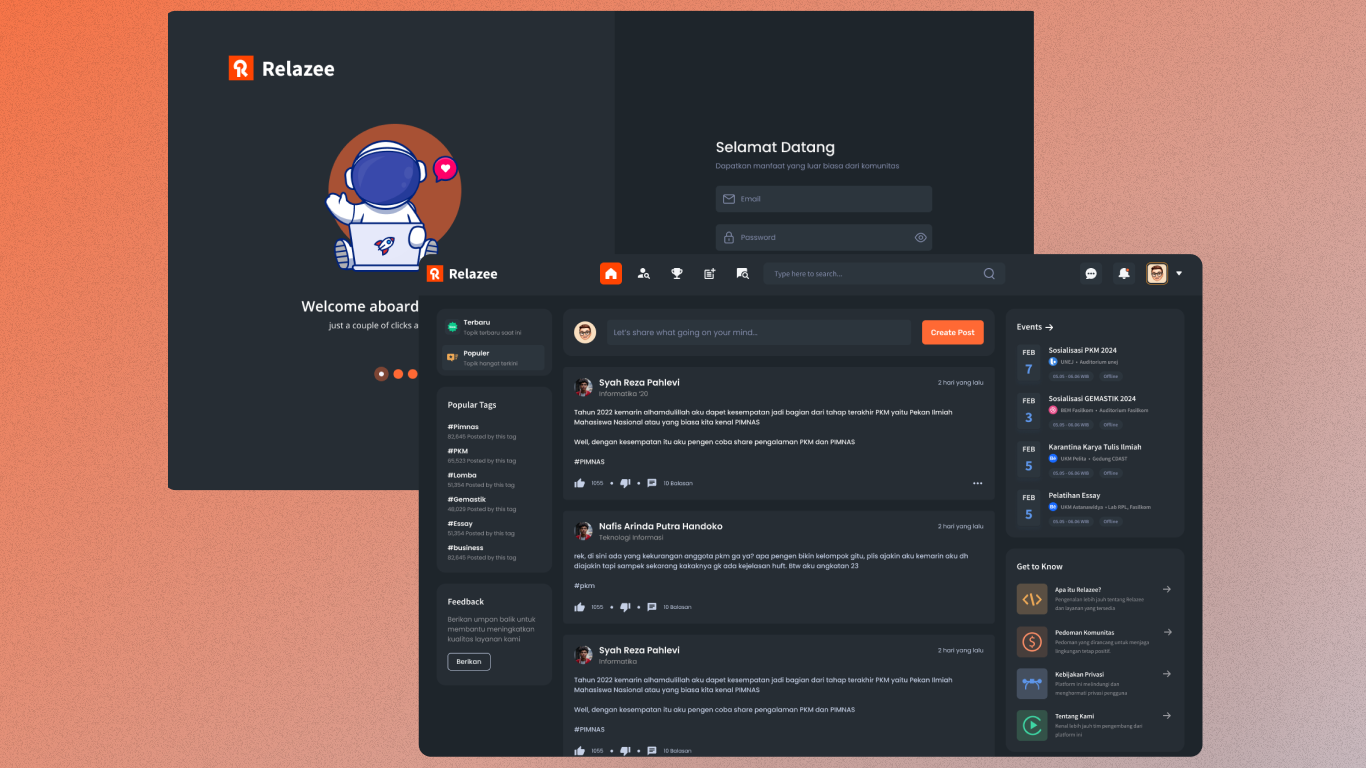 Relazee
Welcome aboard
just a couple of clicks a
Selamat Datang
Dapatkan manfaat yang luar biasa dari komunitas
Email
Password
Relazee
Type here to search...
Terbaru
Topik terbaru saat ini
Populer
Topik hangat terkini
Popular Tags
#Pimnas
82,645 Posted by this tag
#PKM
65,523 Posted by this tag
#Lomba
51,354 Posted by this tag
#Gemastik
48,029 Posted by this tag
#Essay
51,354 Posted by this tag
#business
82,645 Posted by this tag
Feedback
Berikan umpan balik untuk
membantu meningkatkan
kualitas layanan kami
Berikan
Let's share what going on your mind...
Create Post
Syah Reza Pahlevi
2 hari yang lalu
Informatika '20
Tahun 2022 kemarin alhamdulillah aku dapet kesempatan jadi bagian dari tahap terakhir PKM yaitu Pekan Ilmiah
Mahasiswa Nasional atau yang biasa kita kenal PIMNAS
Well, dengan kesempatan itu aku pengen coba share pengalaman PKM dan PIMNAS
#PIMNAS
1055 • • 10 Balasan
Nafis Arinda Putra Handoko
2 hari yang lalu
Teknologi Informasi
rek, di sini ada yang kekurangan anggota pkm ga ya? apa pengen bikin kelompok gitu, plis ajakin aku kemarin aku dh
diajakin tapi sampek sekarang kakaknya gk ada kejelasan huft. Btw aku angkatan 23
#pkm
1055 • • 10 Balasan
Syah Reza Pahlevi
2 hari yang lalu
Informatika
Tahun 2022 kemarin alhamdulillah aku dapet kesempatan jadi bagian dari tahap terakhir PKM yaitu Pekan Ilmiah
Mahasiswa Nasional atau yang biasa kita kenal PIMNAS
Well, dengan kesempatan itu aku pengen coba share pengalaman PKM dan PIMNAS
#PIMNAS
1055 • • 10 Balasan
Events
FEB
7
Sosialisasi PKM 2024
UNEJ • Auditorium unej
05.45 - 06.06 WIB Offline
FEB
3
Sosialisasi GEMASTIK 2024
BEM Fasilkom • Auditorium Fasilkom
05.45 - 06.06 WIB Offline
FEB
5
Karantina Karya Tulis Ilmiah
UKM Pelita • Gedung CDAST
05.45 - 06.06 WIB Offline
FEB
5
Pelatihan Essay
UKM • Lab RPL, Fasilkom
05.45 - 06.06 WIB Offline
Get to Know
Apa itu Relazee?
Pengenalan lebih jauh tentang Relazee
dan layanan yang tersedia
Pedoman Komunitas
Pedoman yang dirancang untuk menjaga
lingkungan tetap positif
Kebijakan Privasi
Platform ini melindungi dan
menghormati privasi pengguna
Tentang Kami
Kenal lebih jauh tim pengembang dari
platform ini